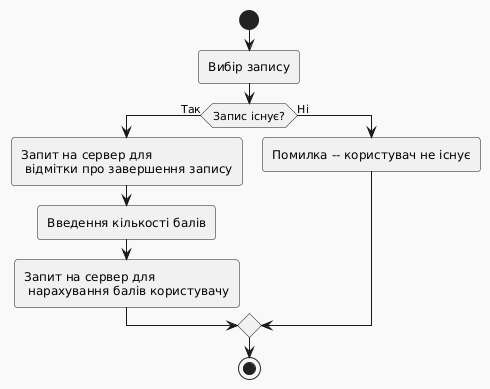 Вибір запису
Так
Запис існує?
Ні
Запит на сервер для
відмітки про завершення запису
Помилка -- користувач не існує
Введення кількості балів
Запит на сервер для
нарахування балів користувачу